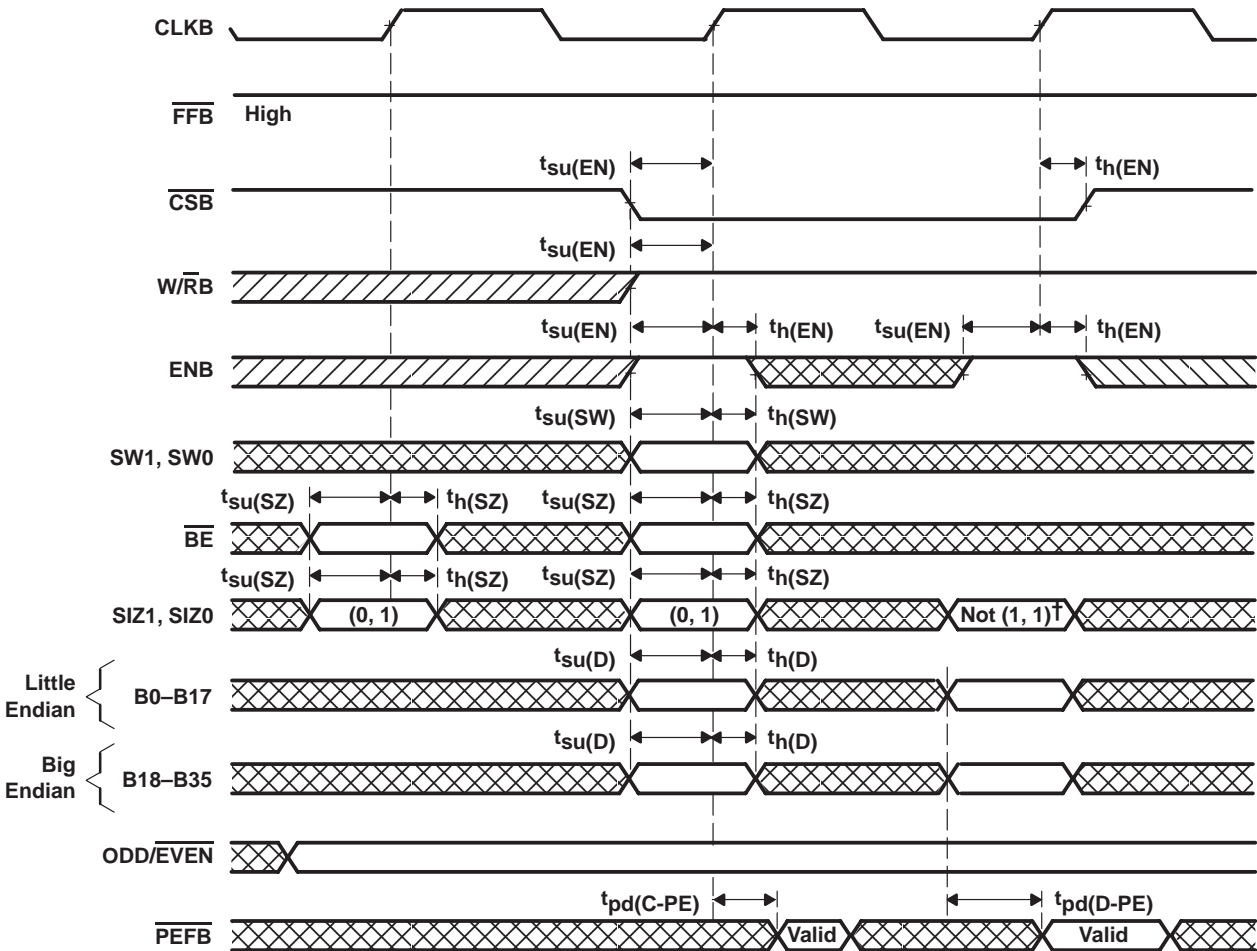 CLKB
FFB High
tsu(EN) th(EN)
CSB
tsu(EN)
W/RB
tsu(EN) th(EN) tsu(EN) th(EN)
ENB
tsu(SW) th(SW)
SW1, SW0
tsu(SZ) th(SZ) tsu(SZ) th(SZ)
BE
tsu(SZ) th(SZ) tsu(SZ) th(SZ)
SIZ1, SIZ0 (0, 1) (0, 1) Not (1, 1)†
tsu(D) th(D)
Little
Endian
B0–B17
tsu(D) th(D)
Big
Endian
B18–B35
ODD/EVEN
tpd(C-PE) tpd(D-PE)
PEFB Valid Valid